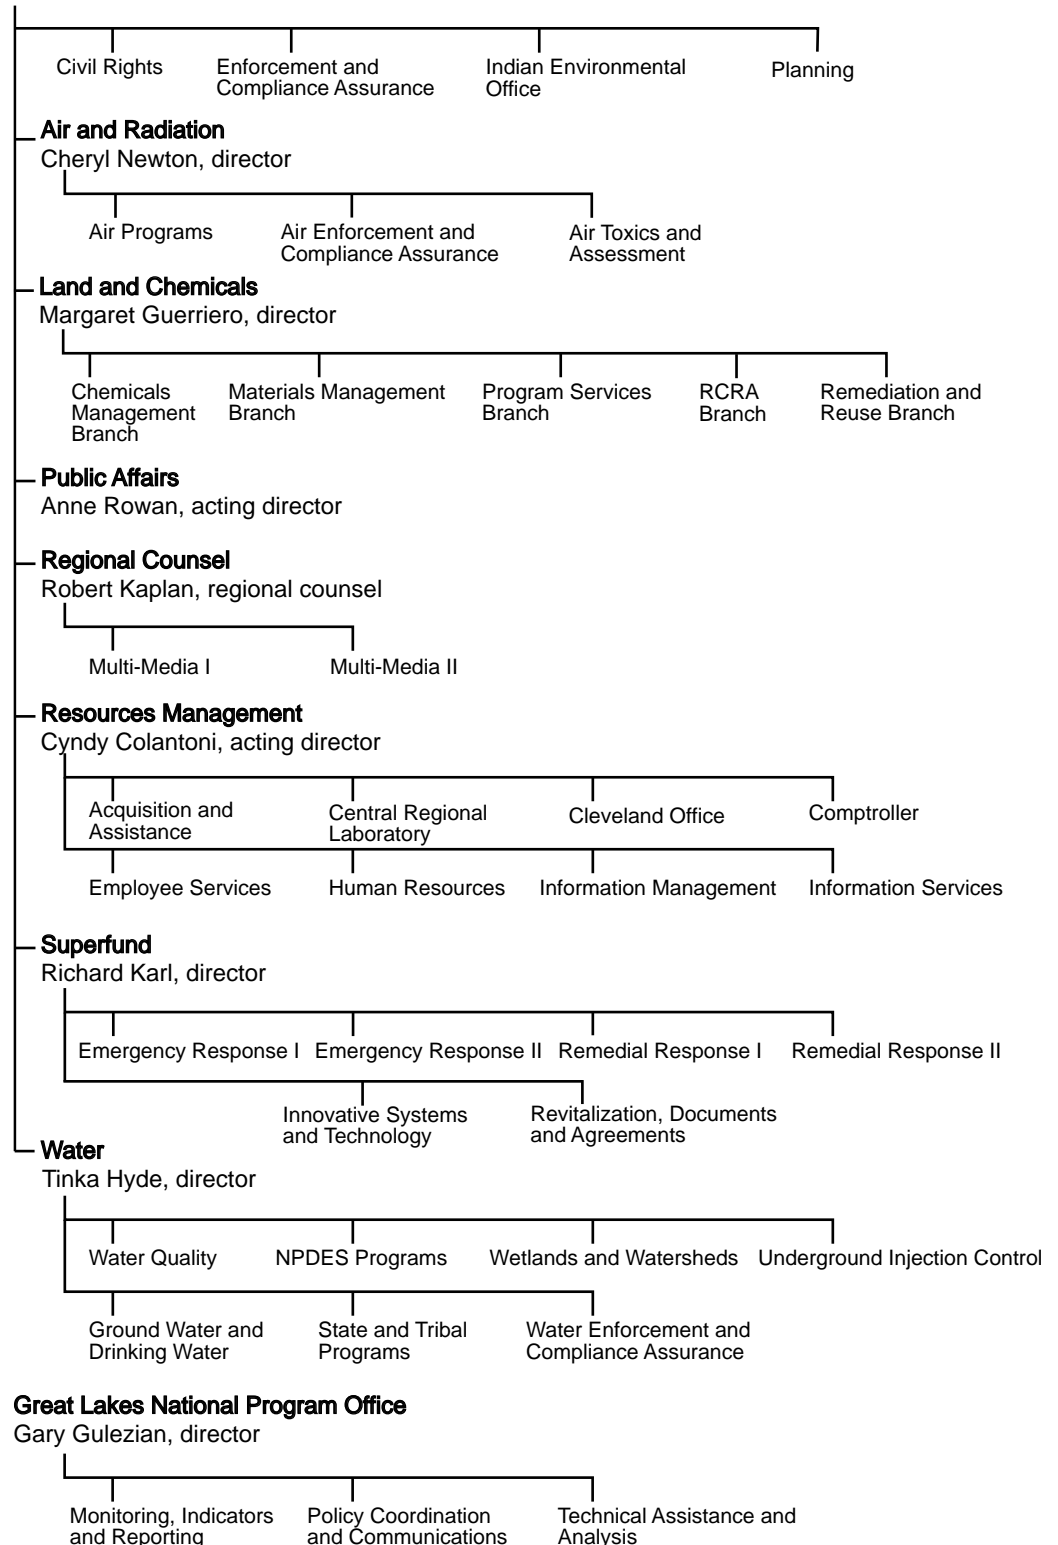 Civil Rights
Enforcement and
Compliance Assurance
Indian Environmental
Office
Planning
Air and Radiation
Cheryl Newton, director
Air Programs
Air Enforcement and
Compliance Assurance
Air Toxics and
Assessment
Land and Chemicals
Margaret Guerriero, director
Chemicals
Management
Branch
Materials Management
Branch
Program Services
Branch
RCRA
Branch
Remediation and
Reuse Branch
Public Affairs
Anne Rowan, acting director
Regional Counsel
Robert Kaplan, regional counsel
Multi-Media I
Multi-Media II
Resources Management
Cyndy Colantoni, acting director
Acquisition and
Assistance
Central Regional
Laboratory
Cleveland Office
Comptroller
Employee Services
Human Resources
Information Management
Information Services
Superfund
Richard Karl, director
Emergency Response I
Emergency Response II
Remedial Response I
Remedial Response II
Innovative Systems
and Technology
Revitalization, Documents
and Agreements
Water
Tinka Hyde, director
Water Quality
NPDES Programs
Wetlands and Watersheds
Underground Injection Control
Ground Water and
Drinking Water
State and Tribal
Programs
Water Enforcement and
Compliance Assurance
Great Lakes National Program Office
Gary Gulezian, director
Monitoring, Indicators
and Reporting
Policy Coordination
and Communications
Technical Assistance and
Analysis